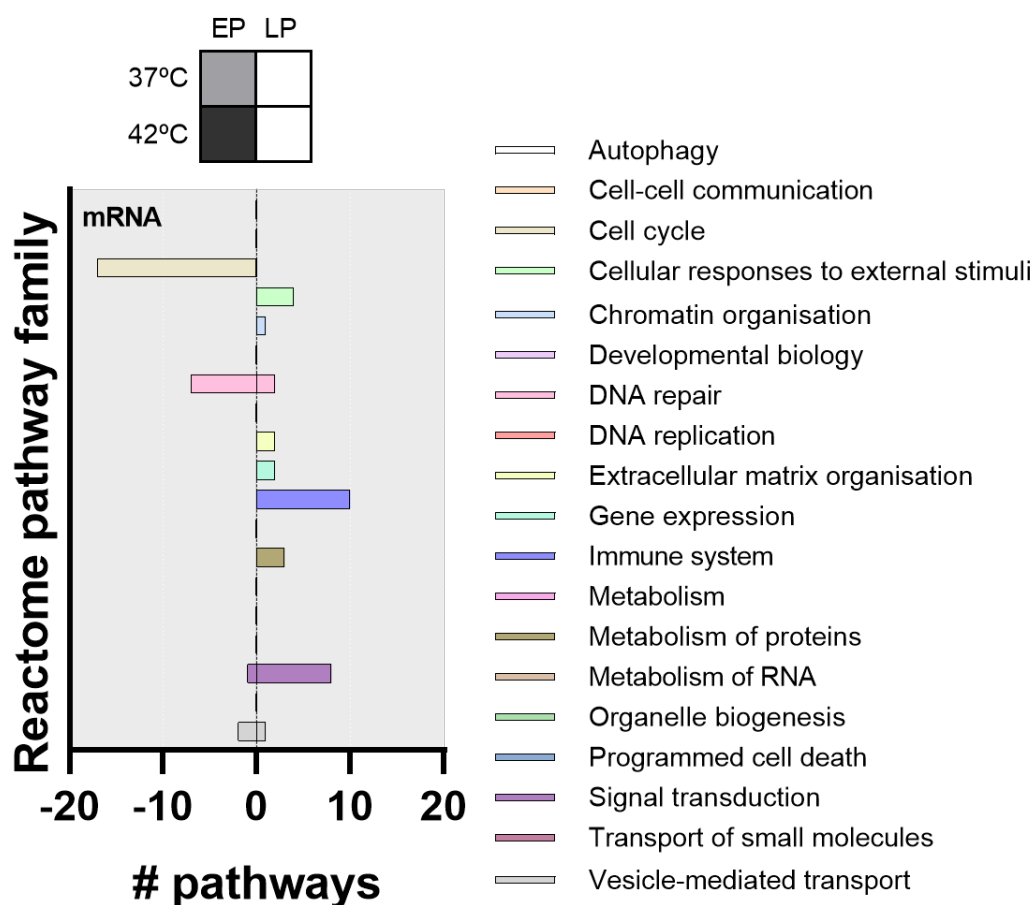 EP LP
37ºC
42ºC
mRNA
Reactome pathway family
-20 -10 0 10 20
# pathways
Autophagy
Cell-cell communication
Cell cycle
Cellular responses to external stimuli
Chromatin organisation
Developmental biology
DNA repair
DNA replication
Extracellular matrix organisation
Gene expression
Immune system
Metabolism
Metabolism of proteins
Metabolism of RNA
Organelle biogenesis
Programmed cell death
Signal transduction
Transport of small molecules
Vesicle-mediated transport